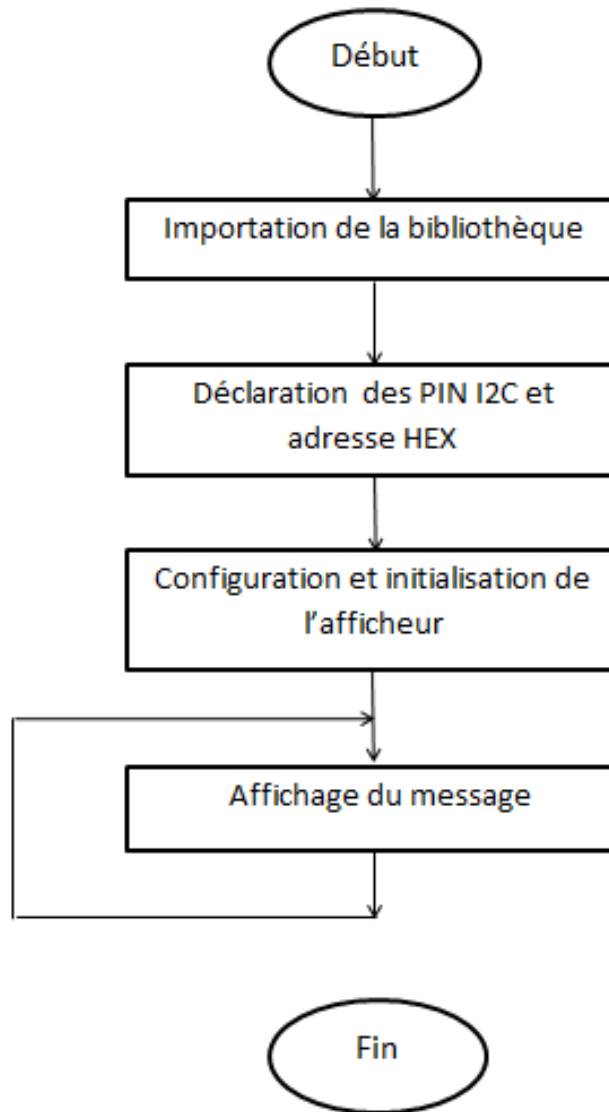 Début
Importation de la bibliothèque
Déclaration des PIN I2C et
adresse HEX
Configuration et initialisation de
l'afficheur
Affichage du message
Fin